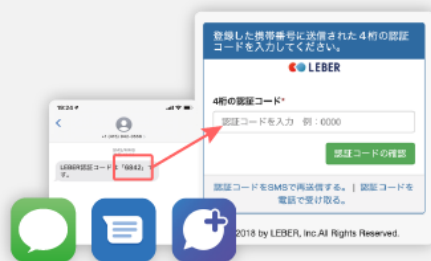 登録した携帯番号に送信された4桁の認証
コードを入力してください。
LEBER
4桁の認証コード*
認証コードを入力 例：0000
認証コードの確認
認証コードをSMSで再送信する。 | 認証コードを
電話で受け取る。
2018 by LEBER, Inc.All Rights Reserved.
18:24
LEBER認証コードは「6842」で
す。